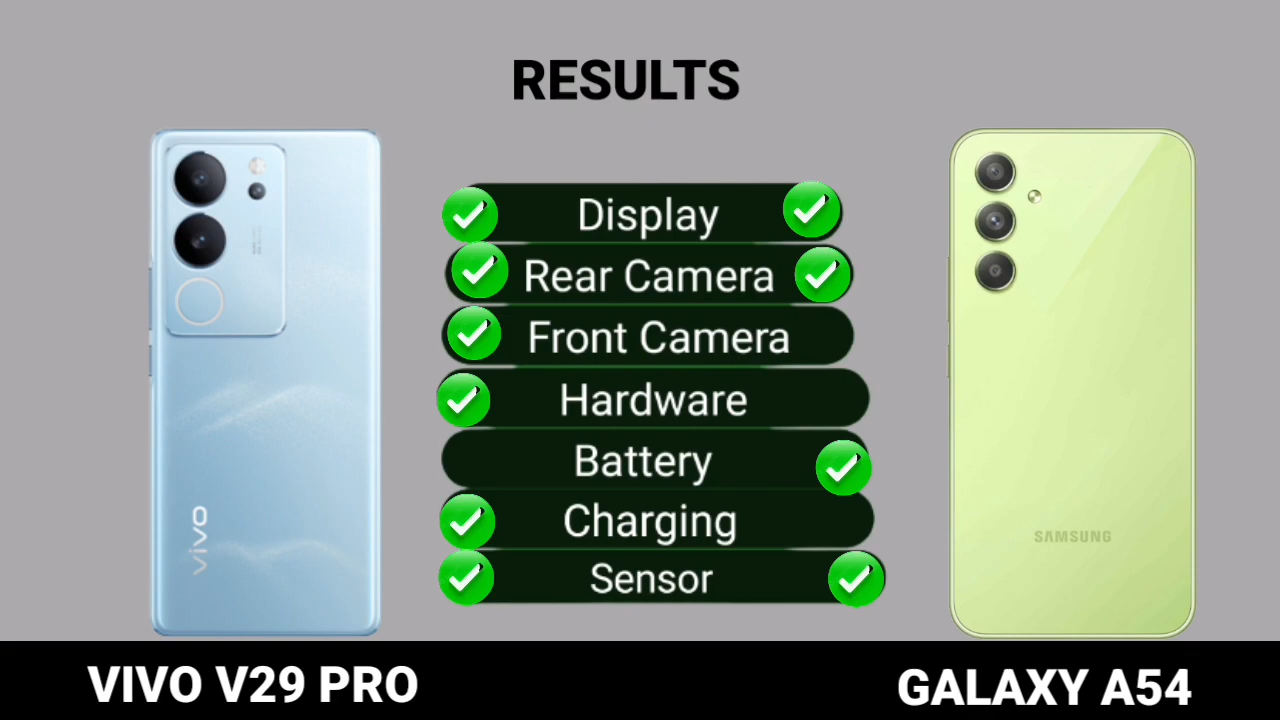 RESULTS
Display
Rear Camera
Front Camera
Hardware
Battery
Charging
Sensor
vivo
SAMSUNG
VIVO V29 PRO
GALAXY A54